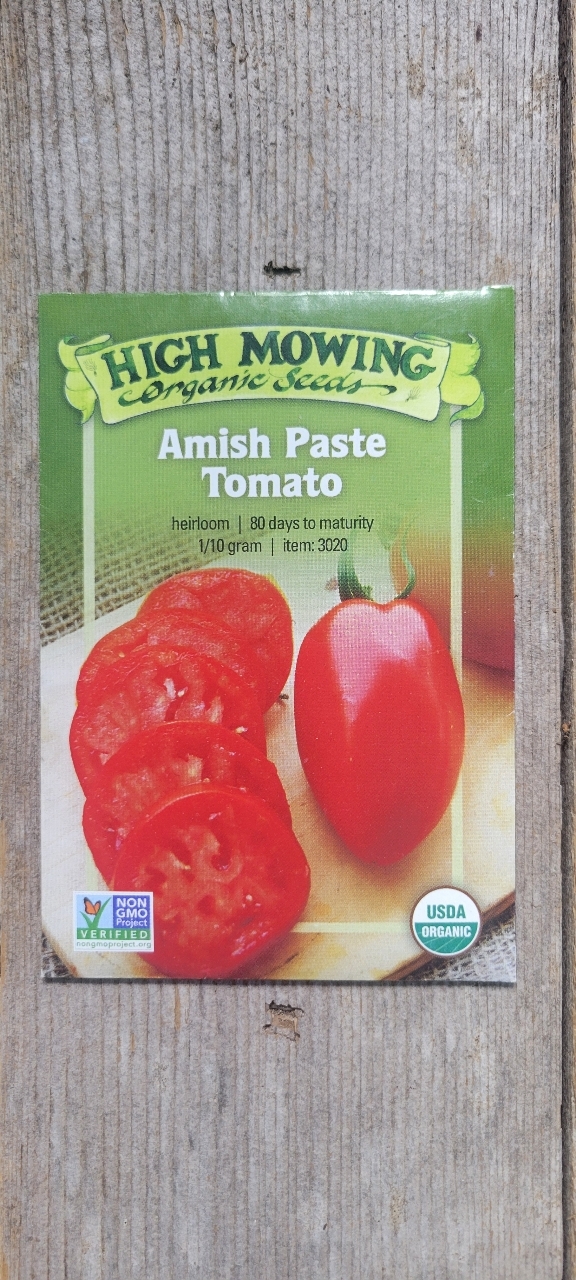 HIGH MOWING
Organic Seeds
Amish Paste
Tomato
heirloom | 80 days to maturity
1/10 gram | item: 3020
NON
GMO
Project
VERIFIED
nongmoproject.org
USDA
ORGANIC